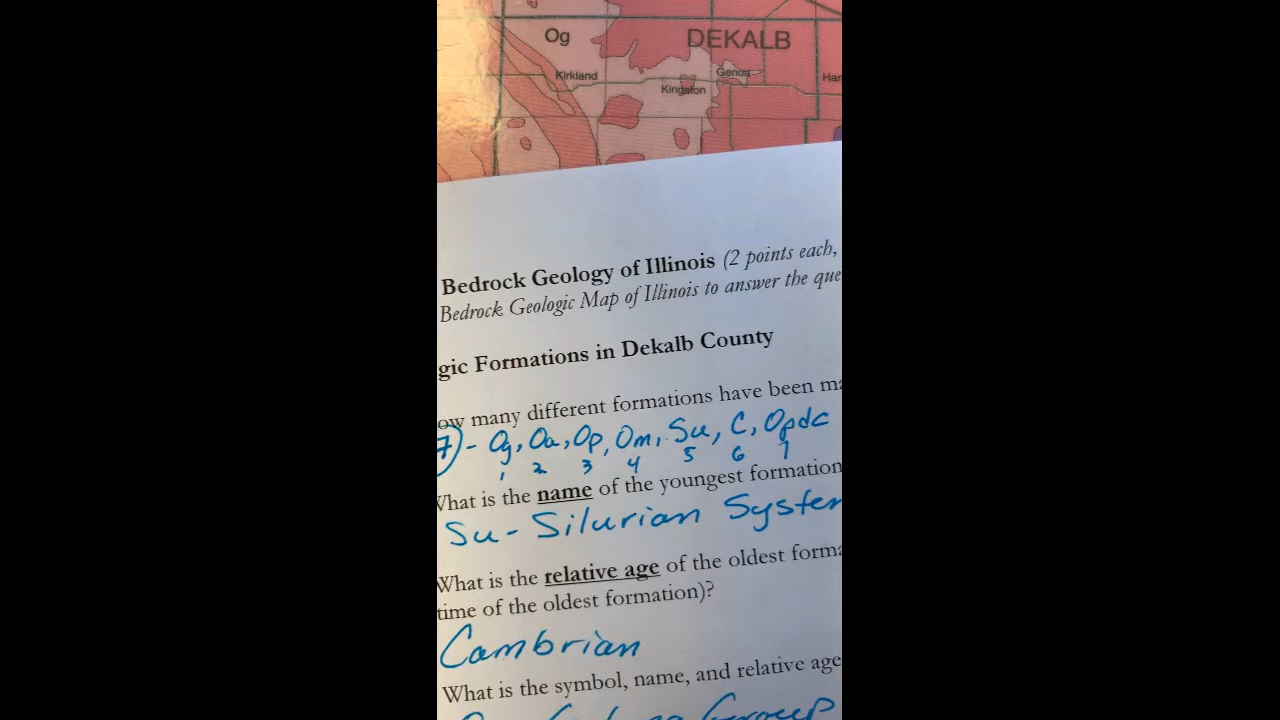 Og
DEKALB
Kirkland
Genoa
Kingston
Har
Bedrock Geology of Illinois (2 points each,
Bedrock Geologic Map of Illinois to answer the que
gic Formations in Dekalb County
ow many different formations have been ma
7) - Og, Oa, Op, Om, Su, C, Opdc
1 2 3 4 5 6 7
What is the name of the youngest formation
Su - Silurian System
What is the relative age of the oldest forma
time of the oldest formation)?
Cambrian
What is the symbol, name, and relative age
Group